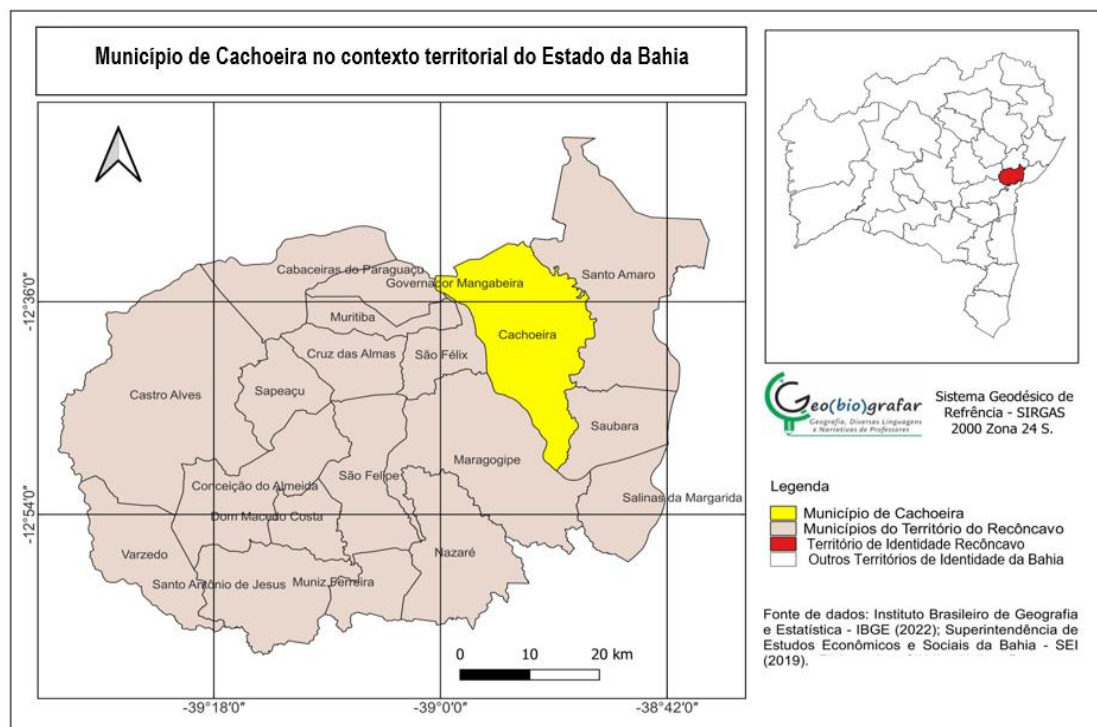 Município de Cachoeira no contexto territorial do Estado da Bahia
Cabaceiras do Paraguaçu
Governador Mangabeira
Santo Amaro
-12°36'0"
Muritiba
Cachoeira
Cruz das Almas
São Félix
Castro Alves
Sapeaçu
Saubara
Maragogipe
São Felipe
Conceição do Almeida
Salinas da Margarida
-12°54'0"
Dom Macedo Costa
Varzedo
Nazaré
Santo Antônio de Jesus
Muniz Ferreira
0 10 20 km
-39°18'0"
-39°0'0"
-38°42'0"
Geo(bio)grafar
Geografia, Diversas Linguagens
e Narrativas de Professores
Sistema Geodésico de
Refrência - SIRGAS
2000 Zona 24 S.
Legenda
Município de Cachoeira
Municípios do Território do Recôncavo
Território de Identidade Recôncavo
Outros Territórios de Identidade da Bahia
Fonte de dados: Instituto Brasileiro de Geografia
e Estatística - IBGE (2022); Superintendência de
Estudos Econômicos e Sociais da Bahia - SEI
(2019).